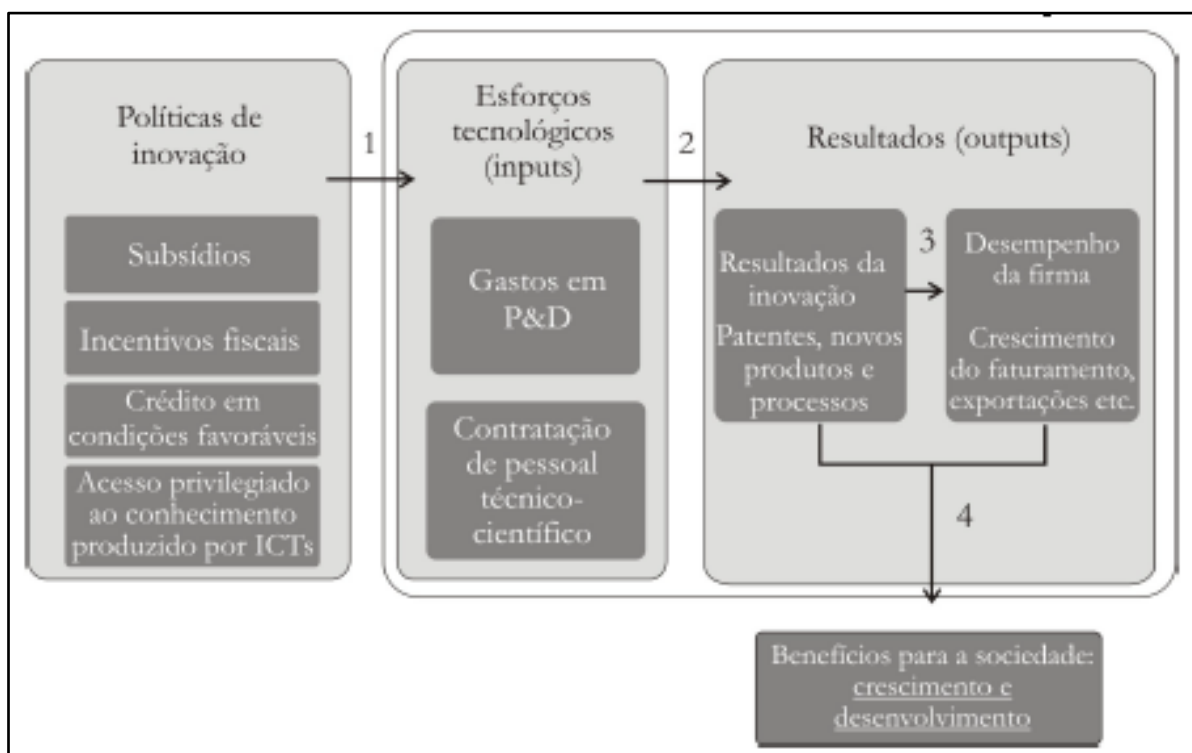 Políticas de
inovação
Subsídios
Incentivos fiscais
Crédito em
condições favoráveis
Acesso privilegiado
ao conhecimento
produzido por ICTs
1
Esforços
tecnológicos
(inputs)
Gastos em
P&D
Contratação
de pessoal
técnico-
científico
2
Resultados (outputs)
Resultados da
inovação
Patentes, novos
produtos e
processos
3
Desempenho
da firma
Crescimento
do faturamento,
exportações etc.
4
Benefícios para a sociedade:
crescimento e
desenvolvimento